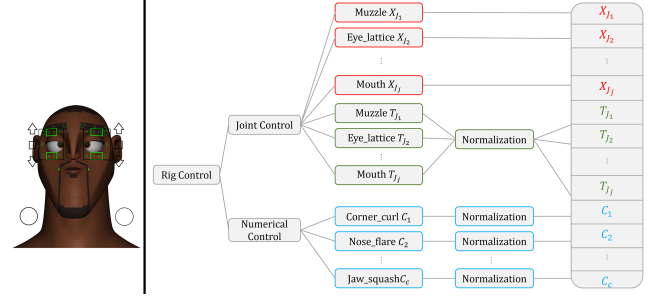 Rig Control
Joint Control
Numerical
Control
Muzzle X_{J_1}
Eye_lattice X_{J_2}
⋮
Mouth X_{J_j}
Muzzle T_{J_1}
Eye_lattice T_{J_2}
⋮
Mouth T_{J_j}
Corner_curl C_1
Nose_flare C_2
⋮
Jaw_squashC_c
Normalization
Normalization
Normalization
⋮
Normalization
X_{J_1}
X_{J_2}
⋮
X_{J_j}
T_{J_1}
T_{J_2}
⋮
T_{J_j}
C_1
C_2
⋮
C_c